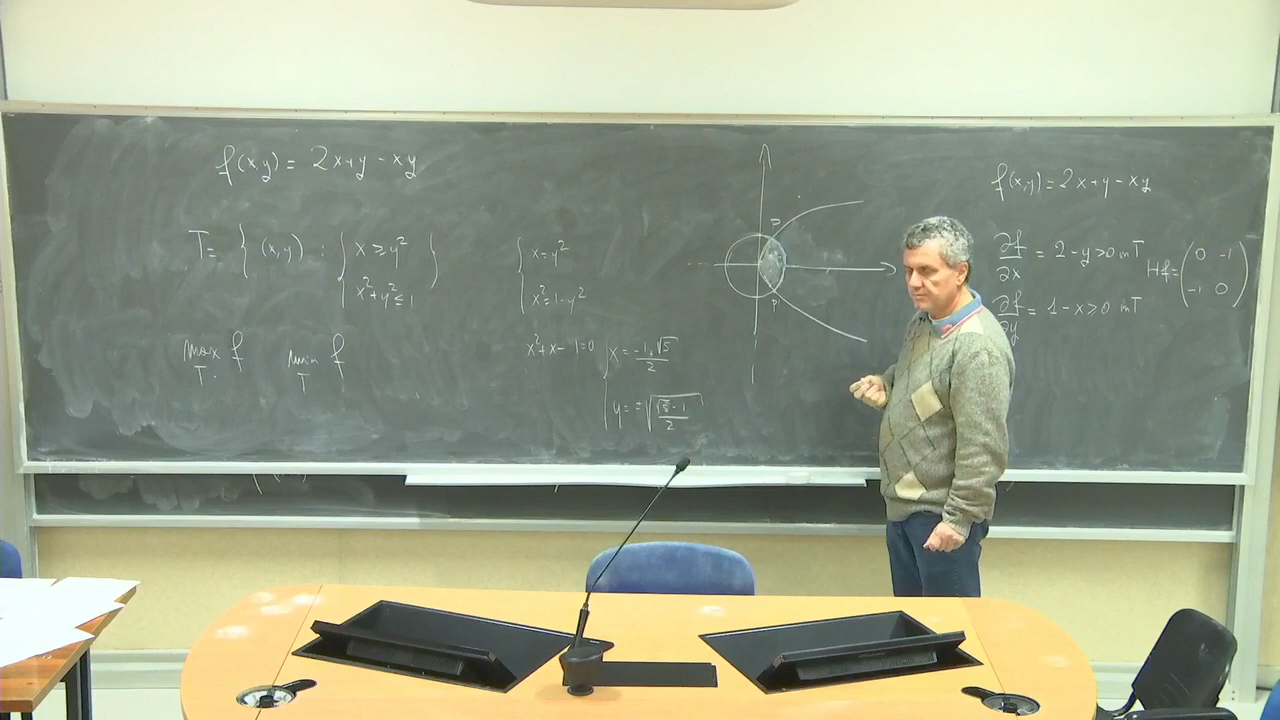 f(x,y) = 2x+y - xy
T = { (x,y) : { x ≥ y²
x²+y² ≤ 1 }
max f
T
min f
T
{ x = y²
x² = 1-y²
x²+x-1=0
{ x = -1+√5 / 2
y = ±√(√5-1 / 2)
f(x,y) = 2x+y - xy
∂f/∂x = 2-y >0 in T
∂f/∂y = 1-x ≥0 in T
Hf = ( 0 -1
-1 0 )